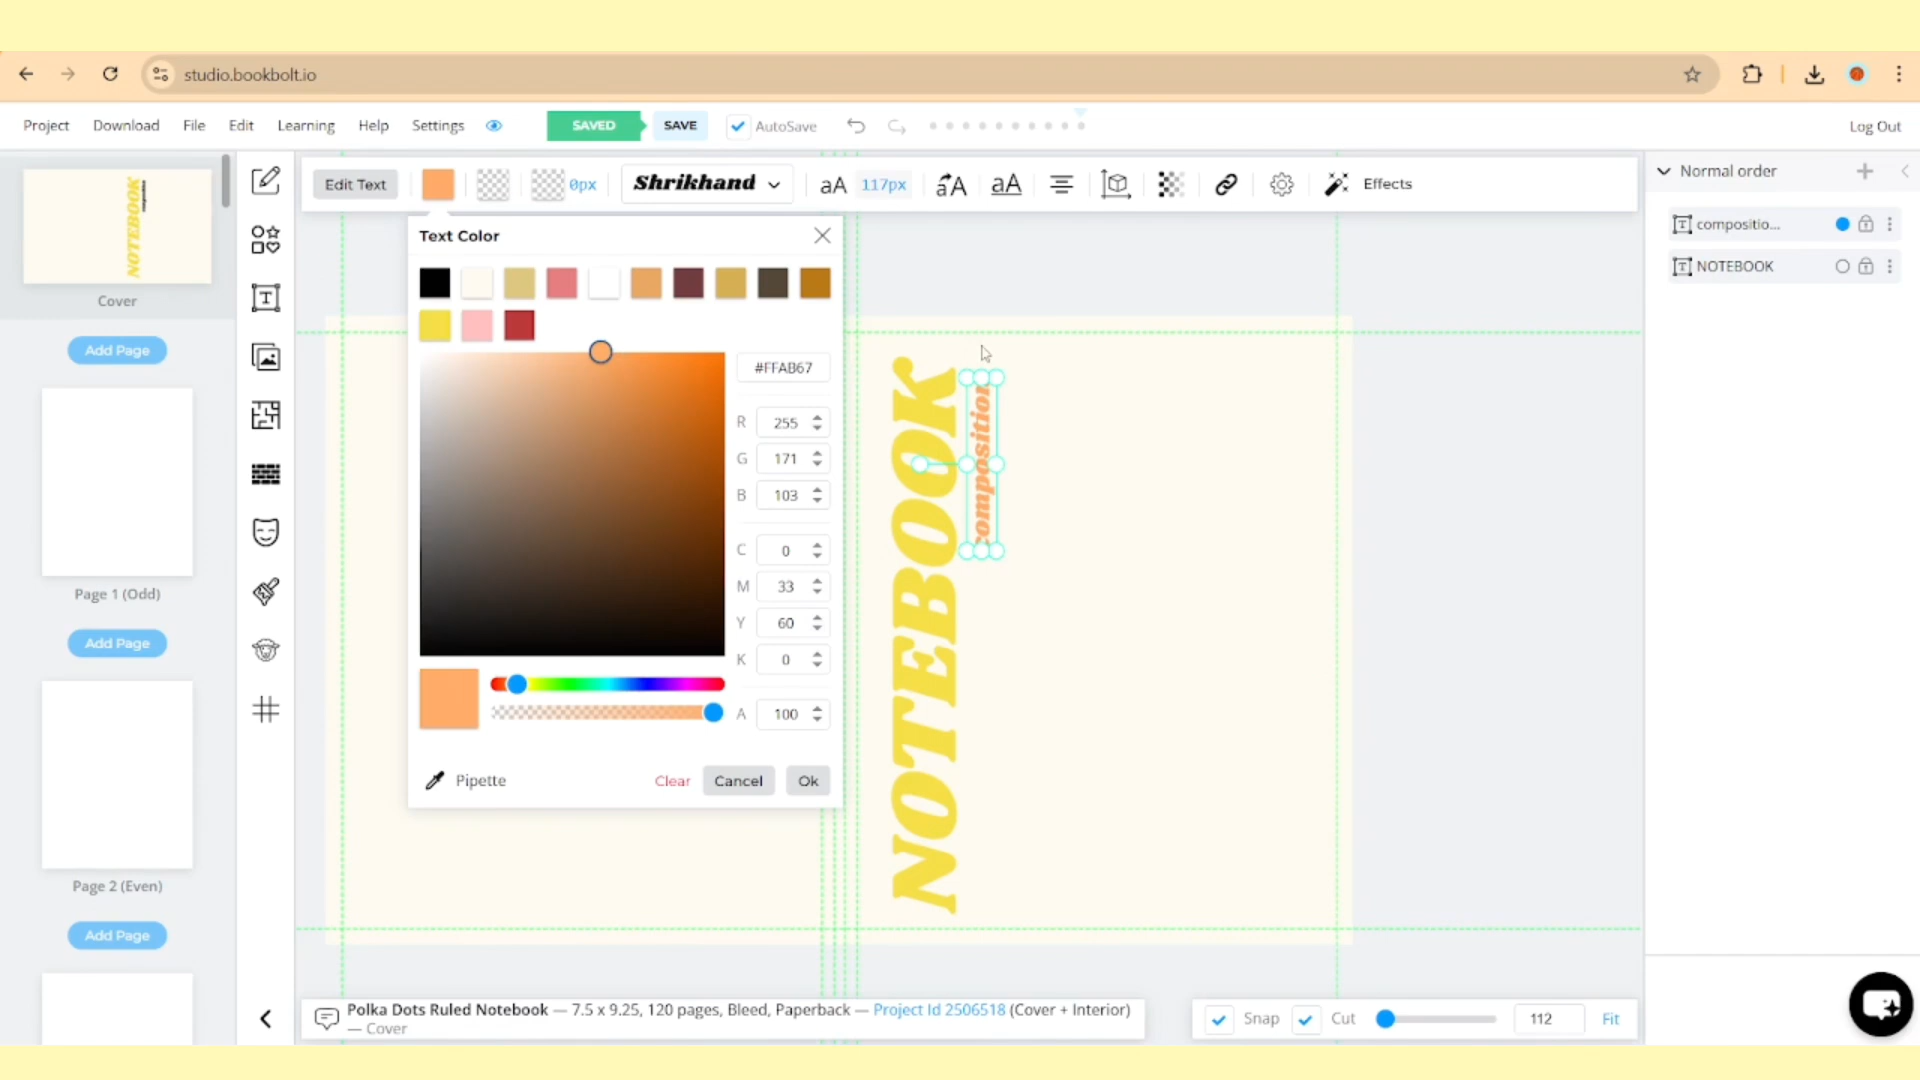 studio.bookbolt.io
Project Download File Edit Learning Help Settings SAVED SAVE AutoSave Log Out
Edit Text 0px Shrikhand aA 117px aA aA Effects
Normal order
compositio...
NOTEBOOK
NOTEBOOK
Cover
Add Page
Page 1 (Odd)
Add Page
Page 2 (Even)
Add Page
Text Color
#FFAB67
R 255
G 171
B 103
C 0
M 33
Y 60
K 0
A 100
Pipette Clear Cancel Ok
NOTEBOOK
composition
Polka Dots Ruled Notebook — 7.5 x 9.25, 120 pages, Bleed, Paperback — Project Id 2506518 (Cover + Interior)
— Cover
Snap Cut 112 Fit